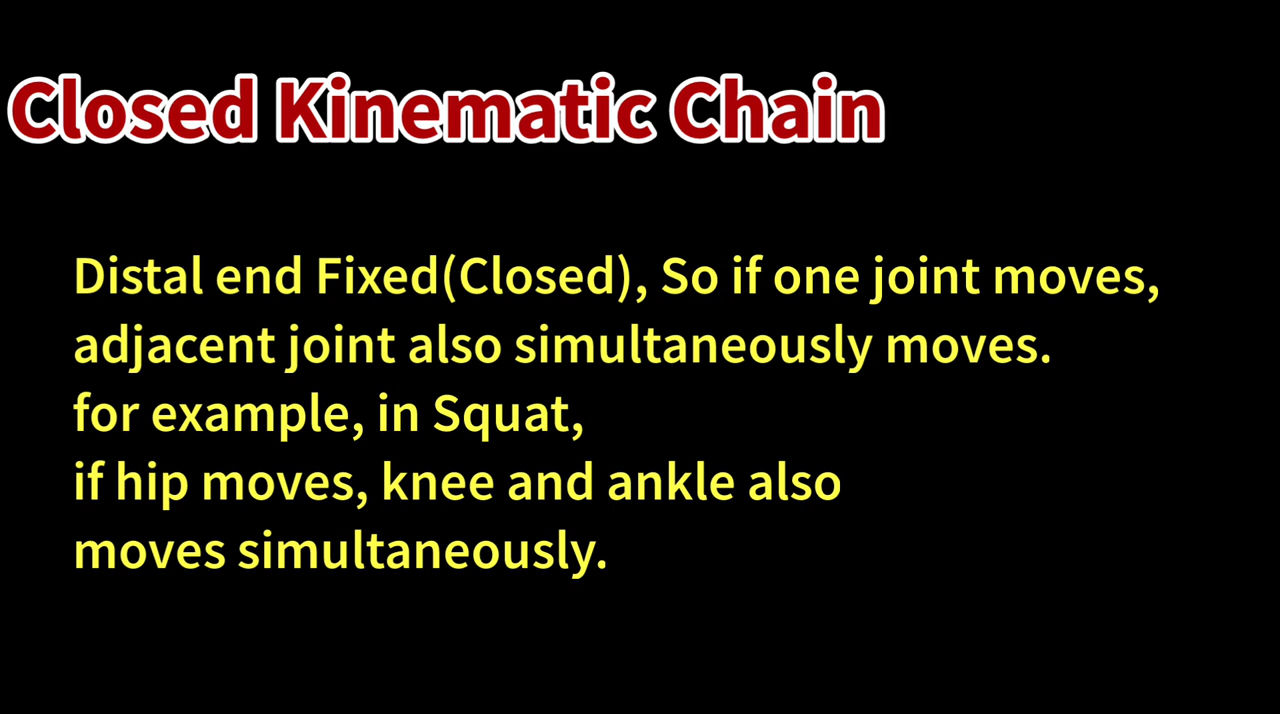 Closed Kinematic Chain
Distal end Fixed(Closed), So if one joint moves,
adjacent joint also simultaneously moves.
for example, in Squat,
if hip moves, knee and ankle also
moves simultaneously.